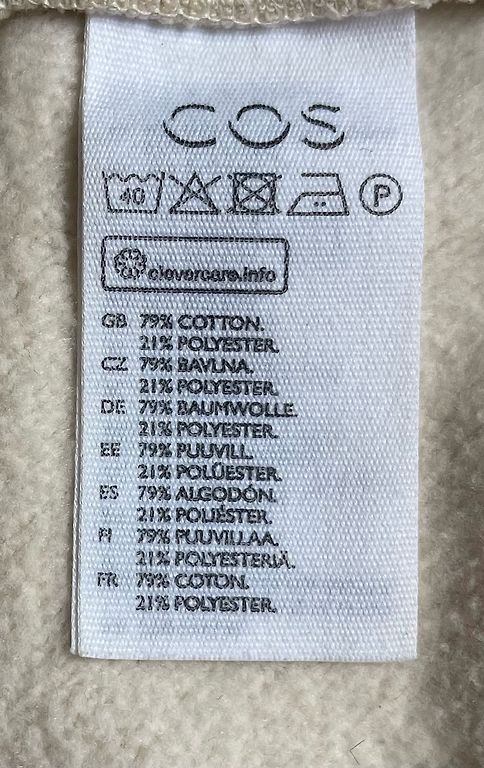 COS
40 P
clevercare.info
GB 79% COTTON.
21% POLYESTER.
CZ 79% BAVLNA.
21% POLYESTER.
DE 79% BAUMWOLLE.
21% POLYESTER.
EE 79% PUUVILL.
21% POLÜESTER.
ES 79% ALGODÓN.
21% POLIÉSTER.
FI 79% PUUVILLAA.
21% POLYESTERIÄ.
FR 79% COTON.
21% POLYESTER.